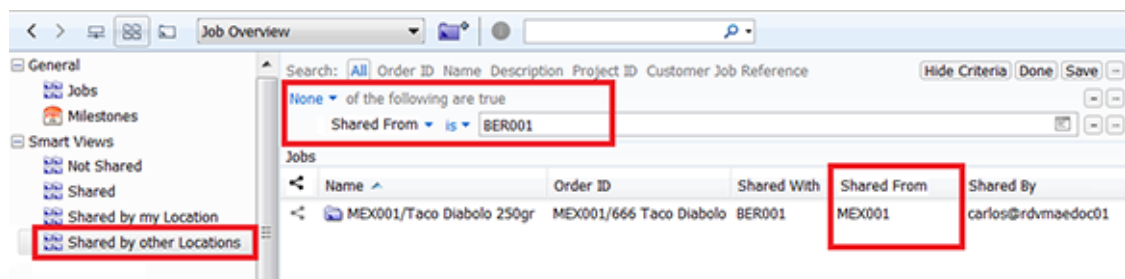 Job Overview
General
Jobs
Milestones
Smart Views
Not Shared
Shared
Shared by my Location
Shared by other Locations
Search: All Order ID Name Description Project ID Customer Job Reference Hide Criteria Done Save
None of the following are true
Shared From is BER001
Jobs
Name Order ID Shared With Shared From Shared By
MEX001/Taco Diabolo 250gr MEX001/666 Taco Diabolo BER001 MEX001 carlos@rdvmaedoc01